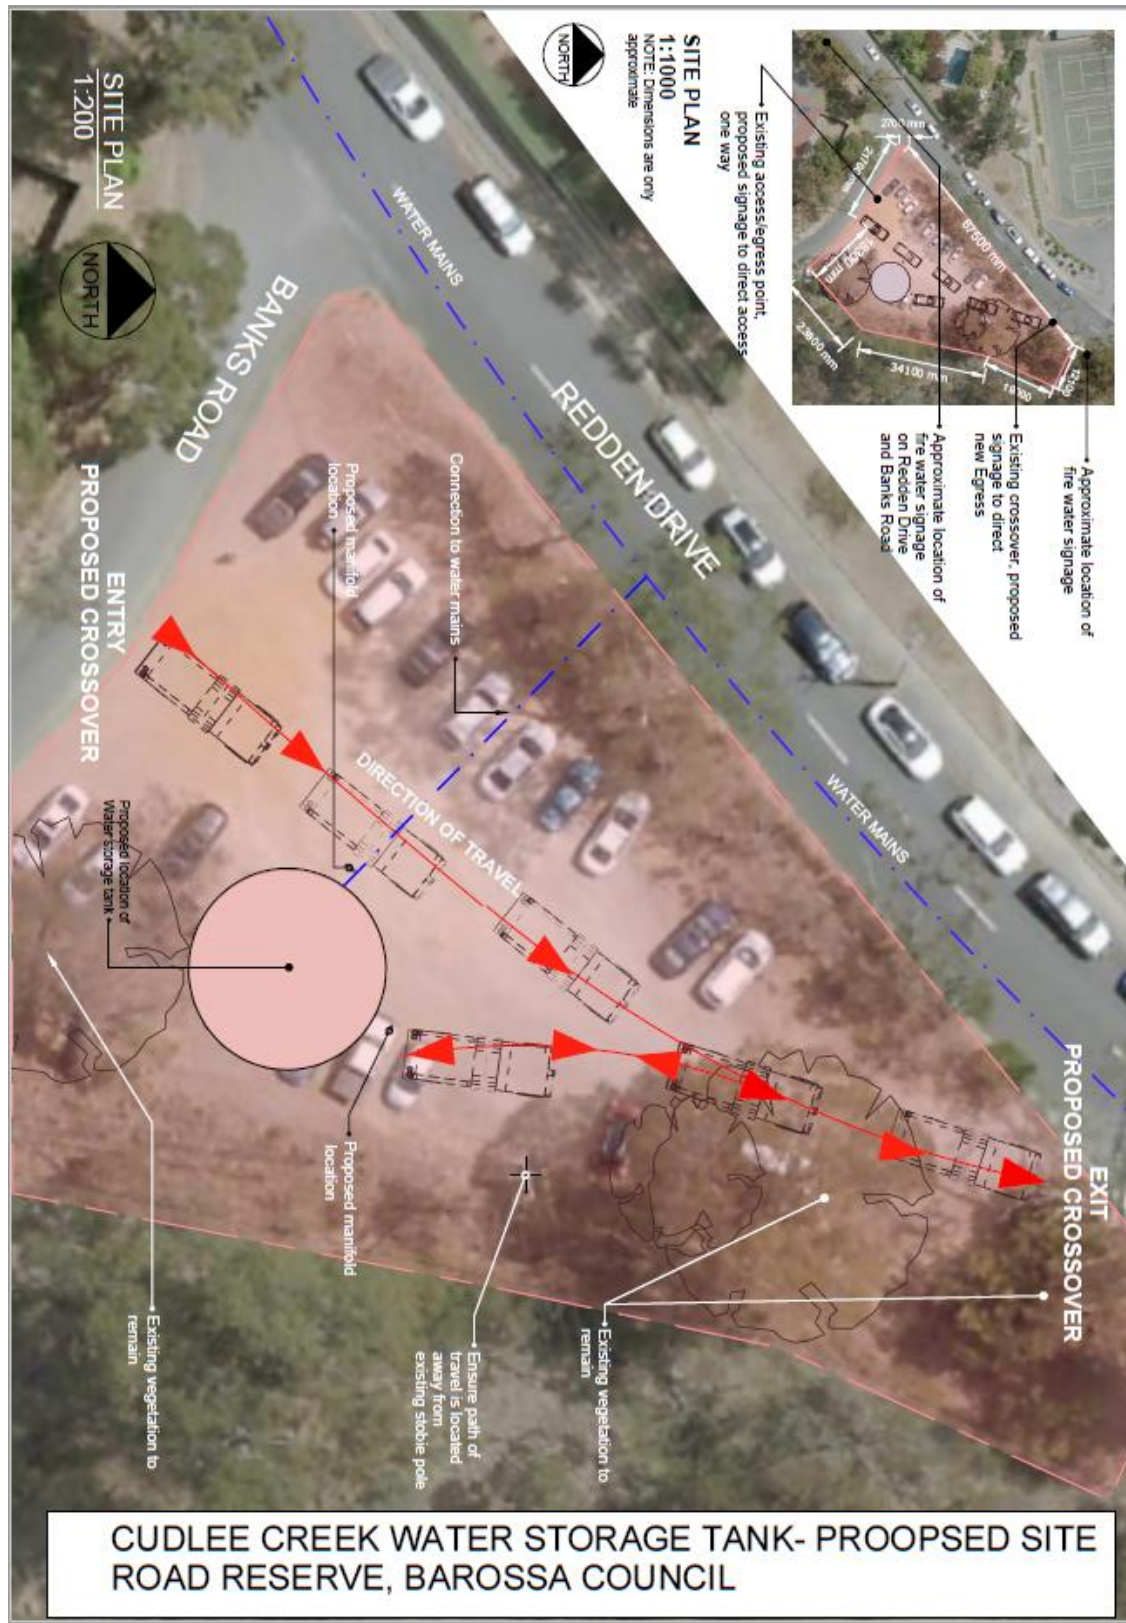 SITE PLAN
1:200
NORTH
NORTH
SITE PLAN
1:1000
NOTE: Dimensions are only
approximate
Existing access/egress point,
proposed signage to direct access
one way
2700 mm
87500 mm
23800 mm
34100 mm
Approximate location of
fire water signage
on Redden Drive
and Banks Road
Existing crossover, proposed
signage to direct
new Egress
Approximate location of
fire water signage
WATER MAINS
BANKS ROAD
REDDEN DRIVE
ENTRY
PROPOSED CROSSOVER
Proposed manifold
location
Connection to water mains
DIRECTION OF TRAVEL
WATER MAINS
Proposed location of
Water storage tank
EXIT
PROPOSED CROSSOVER
Proposed manifold
location
Existing vegetation to
remain
Ensure path of
travel is located
away from
existing stobie pole
Existing vegetation to
remain
CUDLEE CREEK WATER STORAGE TANK- PROOPSED SITE
ROAD RESERVE, BAROSSA COUNCIL